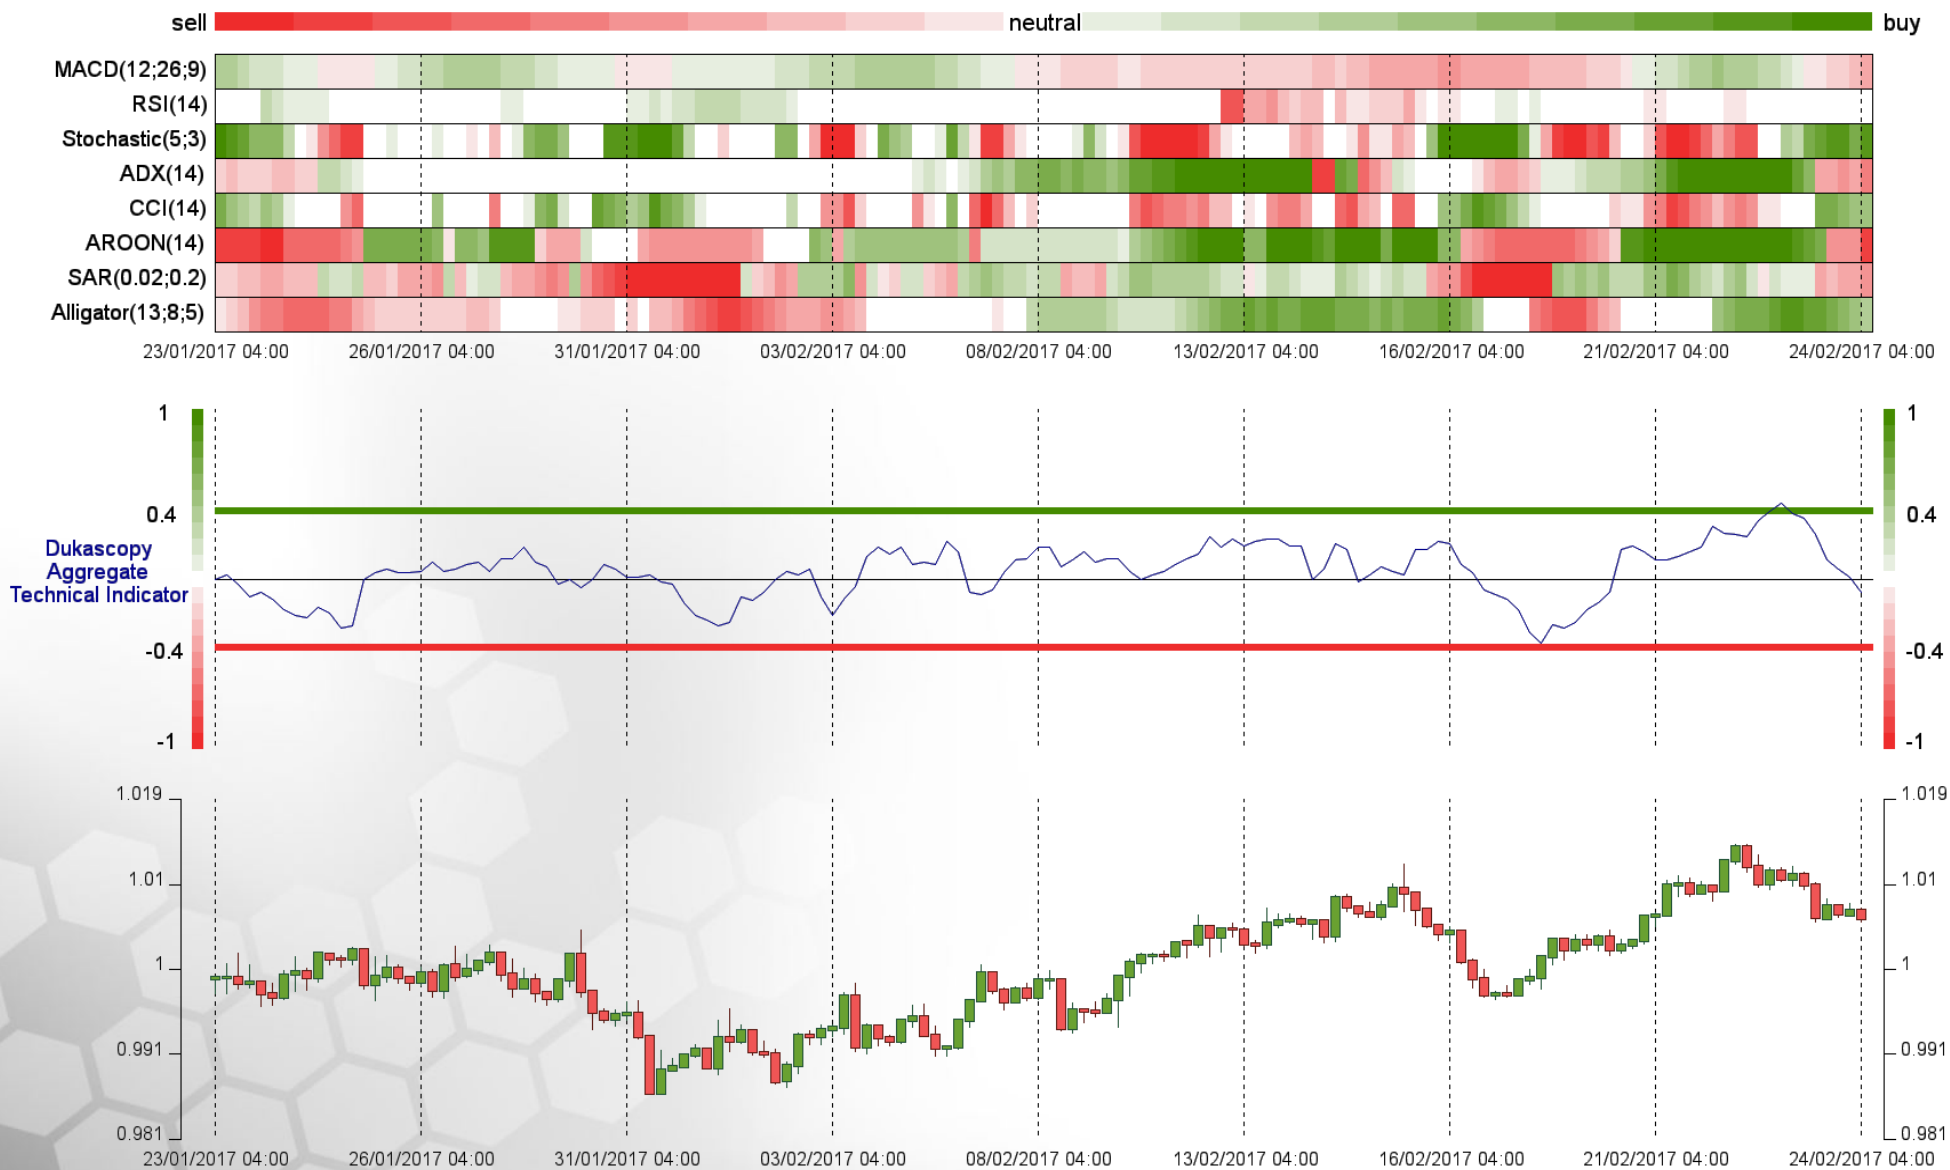 sell neutral buy
MACD(12;26;9)
RSI(14)
Stochastic(5;3)
ADX(14)
CCI(14)
AROON(14)
SAR(0.02;0.2)
Alligator(13;8;5)
23/01/2017 04:00 26/01/2017 04:00 31/01/2017 04:00 03/02/2017 04:00 08/02/2017 04:00 13/02/2017 04:00 16/02/2017 04:00 21/02/2017 04:00 24/02/2017 04:00
1 1
0.4 0.4
Dukascopy
Aggregate
Technical Indicator
-0.4 -0.4
-1 -1
1.019 1.019
1.01 1.01
1 1
0.991 0.991
0.981 0.981
23/01/2017 04:00 26/01/2017 04:00 31/01/2017 04:00 03/02/2017 04:00 08/02/2017 04:00 13/02/2017 04:00 16/02/2017 04:00 21/02/2017 04:00 24/02/2017 04:00